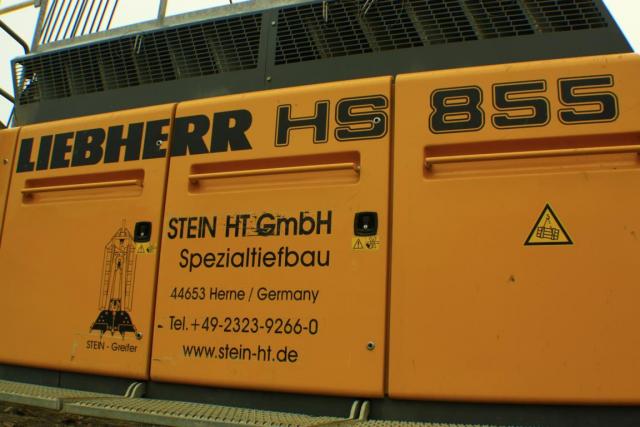 LIEBHERR HS 855
STEIN HT GmbH
Spezialtiefbau
44653 Herne / Germany
Tel.+49-2323-9266-0
www.stein-ht.de
STEIN - Greifer